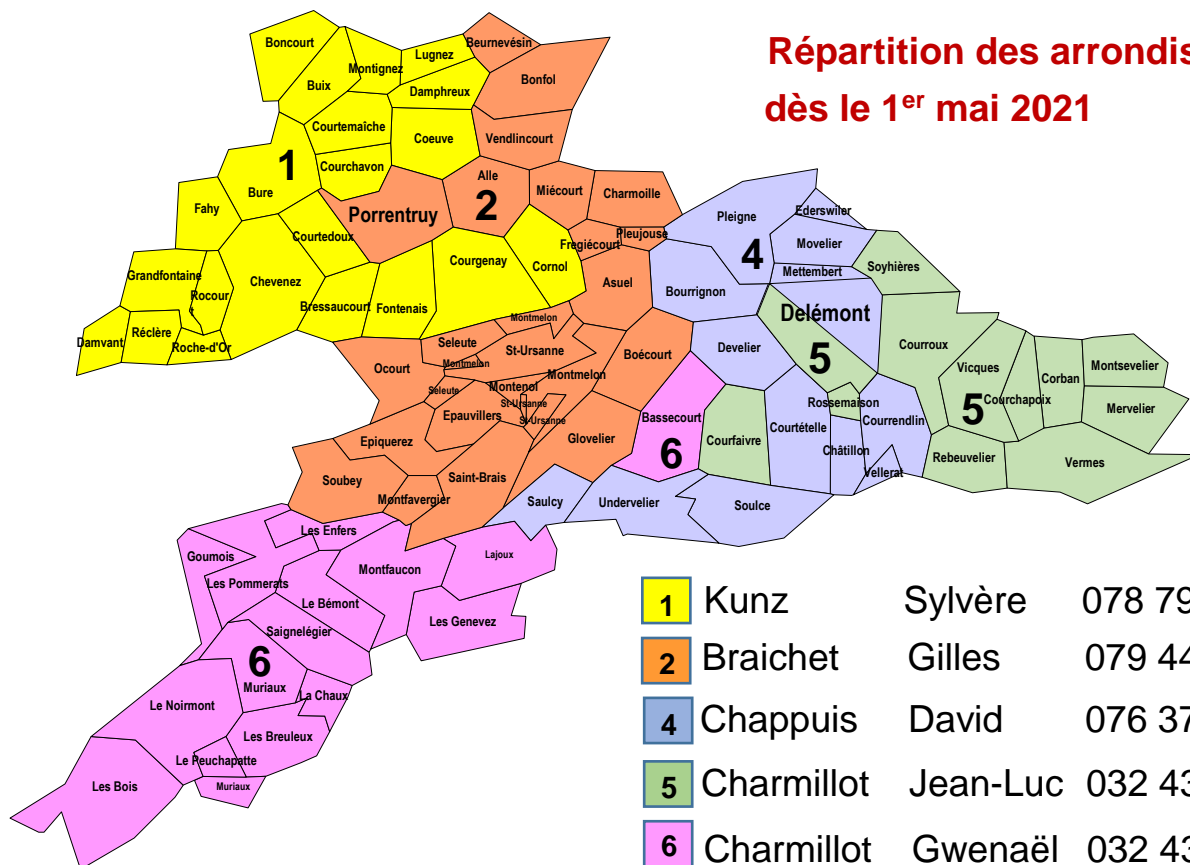 Répartition des arrondis
dès le 1er mai 2021
Boncourt
Buix
Montignez
Lugnez
Beurnevésin
Bonfol
Damphreux
Courtemaîche
Coeuve
Vendlincourt
Courchavon
1
Bure
Alle
2
Miécourt
Charmoille
Fahy
Porrentruy
Courtedoux
Fregiécourt
Pleujouse
Pleigne
Ederswiler
4
Movelier
Mettembert
Soyhières
Grandfontaine
Rocour
t
Chevenez
Courgenay
Cornol
Asuel
Bourrignon
Bressaucourt
Fontenais
Damvant
Réclère
Roche-d'Or
Montmelon
Seleute
Montmelon
St-Ursanne
Boécourt
Develier
Delémont
5
Courroux
Vicques
Corban
Montsevelier
Ocourt
Seleute
Montenol
Montmelon
St-Ursanne
St-Ursanne
Epauvillers
Bassecourt
6
Courfaivre
Courtételle
Rossemaison
Courrendlin
5
Courchapoix
Mervelier
Epiquerez
Glovelier
Châtillon
Vellerat
Rebeuvelier
Vermes
Soubey
Montfavergier
Saint-Brais
Saulcy
Undervelier
Soulce
Les Enfers
Goumois
Les Pommerats
Montfaucon
Lajoux
Le Bémont
Les Genevez
Saignelégier
6
Muriaux
La Chaux
Le Noirmont
Les Breuleux
Le Peuchapatte
Les Bois
Muriaux
1 Kunz Sylvère 078 79
2 Braichet Gilles 079 44
4 Chappuis David 076 37
5 Charmillot Jean-Luc 032 43
6 Charmillot Gwenaël 032 43